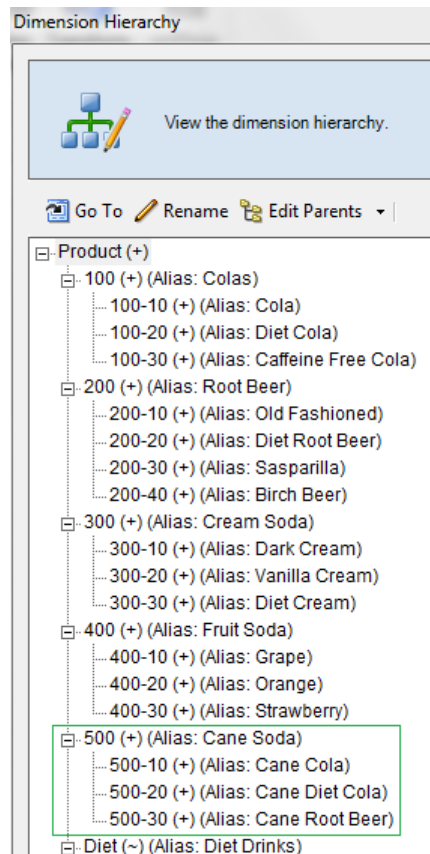 Dimension Hierarchy
View the dimension hierarchy.
Go To Rename Edit Parents
Product (+)
100 (+) (Alias: Colas)
100-10 (+) (Alias: Cola)
100-20 (+) (Alias: Diet Cola)
100-30 (+) (Alias: Caffeine Free Cola)
200 (+) (Alias: Root Beer)
200-10 (+) (Alias: Old Fashioned)
200-20 (+) (Alias: Diet Root Beer)
200-30 (+) (Alias: Sasparilla)
200-40 (+) (Alias: Birch Beer)
300 (+) (Alias: Cream Soda)
300-10 (+) (Alias: Dark Cream)
300-20 (+) (Alias: Vanilla Cream)
300-30 (+) (Alias: Diet Cream)
400 (+) (Alias: Fruit Soda)
400-10 (+) (Alias: Grape)
400-20 (+) (Alias: Orange)
400-30 (+) (Alias: Strawberry)
500 (+) (Alias: Cane Soda)
500-10 (+) (Alias: Cane Cola)
500-20 (+) (Alias: Cane Diet Cola)
500-30 (+) (Alias: Cane Root Beer)
Diet (~) (Alias: Diet Drinks)